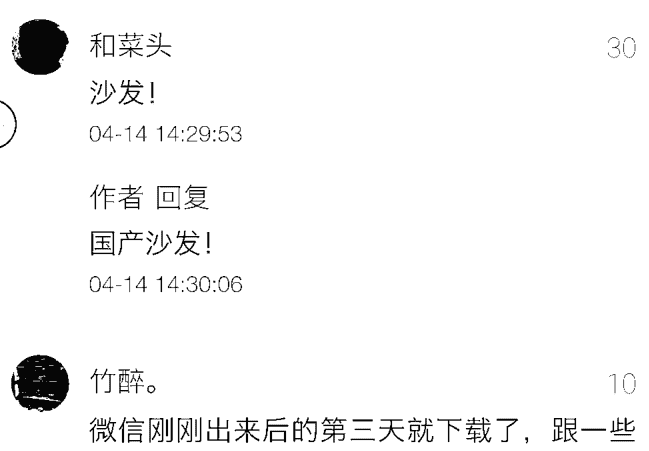 和菜头 30
沙发!
04-14 14:29:53
作者 回复
国产沙发!
04-14 14:30:06
竹醉。 10
微信刚刚出来后的第三天就下载了，跟一些